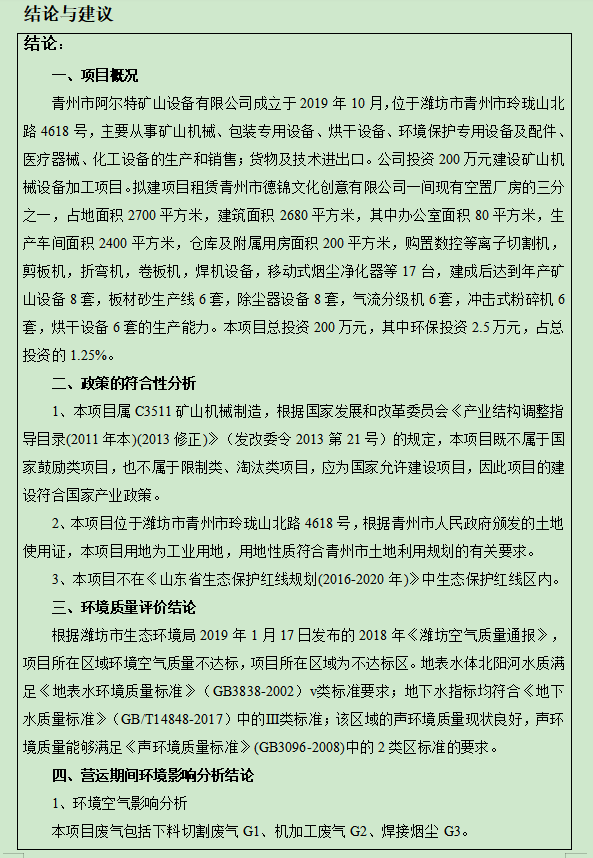 结论与建议
结论：
一、项目概况
青州市阿尔特矿山设备有限公司成立于 2019 年 10 月，位于潍坊市青州市玲珑山北
路 4618 号，主要从事矿山机械、包装专用设备、烘干设备、环境保护专用设备及配件、
医疗器械、化工设备的生产和销售；货物及技术进出口。公司投资 200 万元建设矿山机
械设备加工项目。拟建项目租赁青州市德锦文化创意有限公司一间现有空置厂房的三分
之一，占地面积 2700 平方米，建筑面积 2680 平方米，其中办公室面积 80 平方米，生
产车间面积 2400 平方米，仓库及附属用房面积 200 平方米，购置数控等离子切割机，
剪板机，折弯机，卷板机，焊机设备，移动式烟尘净化器等 17 台，建成后达到年产矿
山设备 8 套，板材砂生产线 6 套，除尘器设备 8 套，气流分级机 6 套，冲击式粉碎机 6
套，烘干设备 6 套的生产能力。本项目总投资 200 万元，其中环保投资 2.5 万元，占总
投资的 1.25%。
二、政策的符合性分析
1、本项目属 C3511 矿山机械制造，根据国家发展和改革委员会《产业结构调整指
导目录(2011 年本)(2013 修正)》（发改委令 2013 第 21 号）的规定，本项目既不属于国
家鼓励类项目，也不属于限制类、淘汰类项目，应为国家允许建设项目，因此项目的建
设符合国家产业政策。
2、本项目位于潍坊市青州市玲珑山北路 4618 号，根据青州市人民政府颁发的土地
使用证，本项目用地为工业用地，用地性质符合青州市土地利用规划的有关要求。
3、本项目不在《山东省生态保护红线规划(2016-2020 年)》中生态保护红线区内。
三、环境质量评价结论
根据潍坊市生态环境局 2019 年 1 月 17 日发布的 2018 年《潍坊空气质量通报》，
项目所在区域环境空气质量不达标，项目所在区域为不达标区。地表水体北阳河水质满
足《地表水环境质量标准》（GB3838-2002）v类标准要求；地下水指标均符合《地下
水质量标准》（GB/T14848-2017）中的Ⅲ类标准；该区域的声环境质量现状良好，声环
境质量能够满足《声环境质量标准》(GB3096-2008)中的 2 类区标准的要求。
四、营运期间环境影响分析结论
1、环境空气影响分析
本项目废气包括下料切割废气 G1、机加工废气 G2、焊接烟尘 G3。